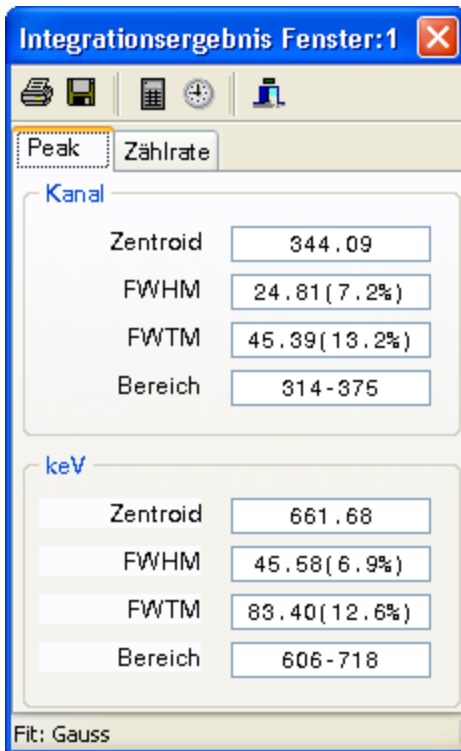 Integrationsergebnis Fenster:1
Peak Zählrate
Kanal
Zentroid 344.09
FWHM 24.81(7.2%)
FWTM 45.39(13.2%)
Bereich 314-375
keV
Zentroid 661.68
FWHM 45.58(6.9%)
FWTM 83.40(12.6%)
Bereich 606-718
Fit: Gauss